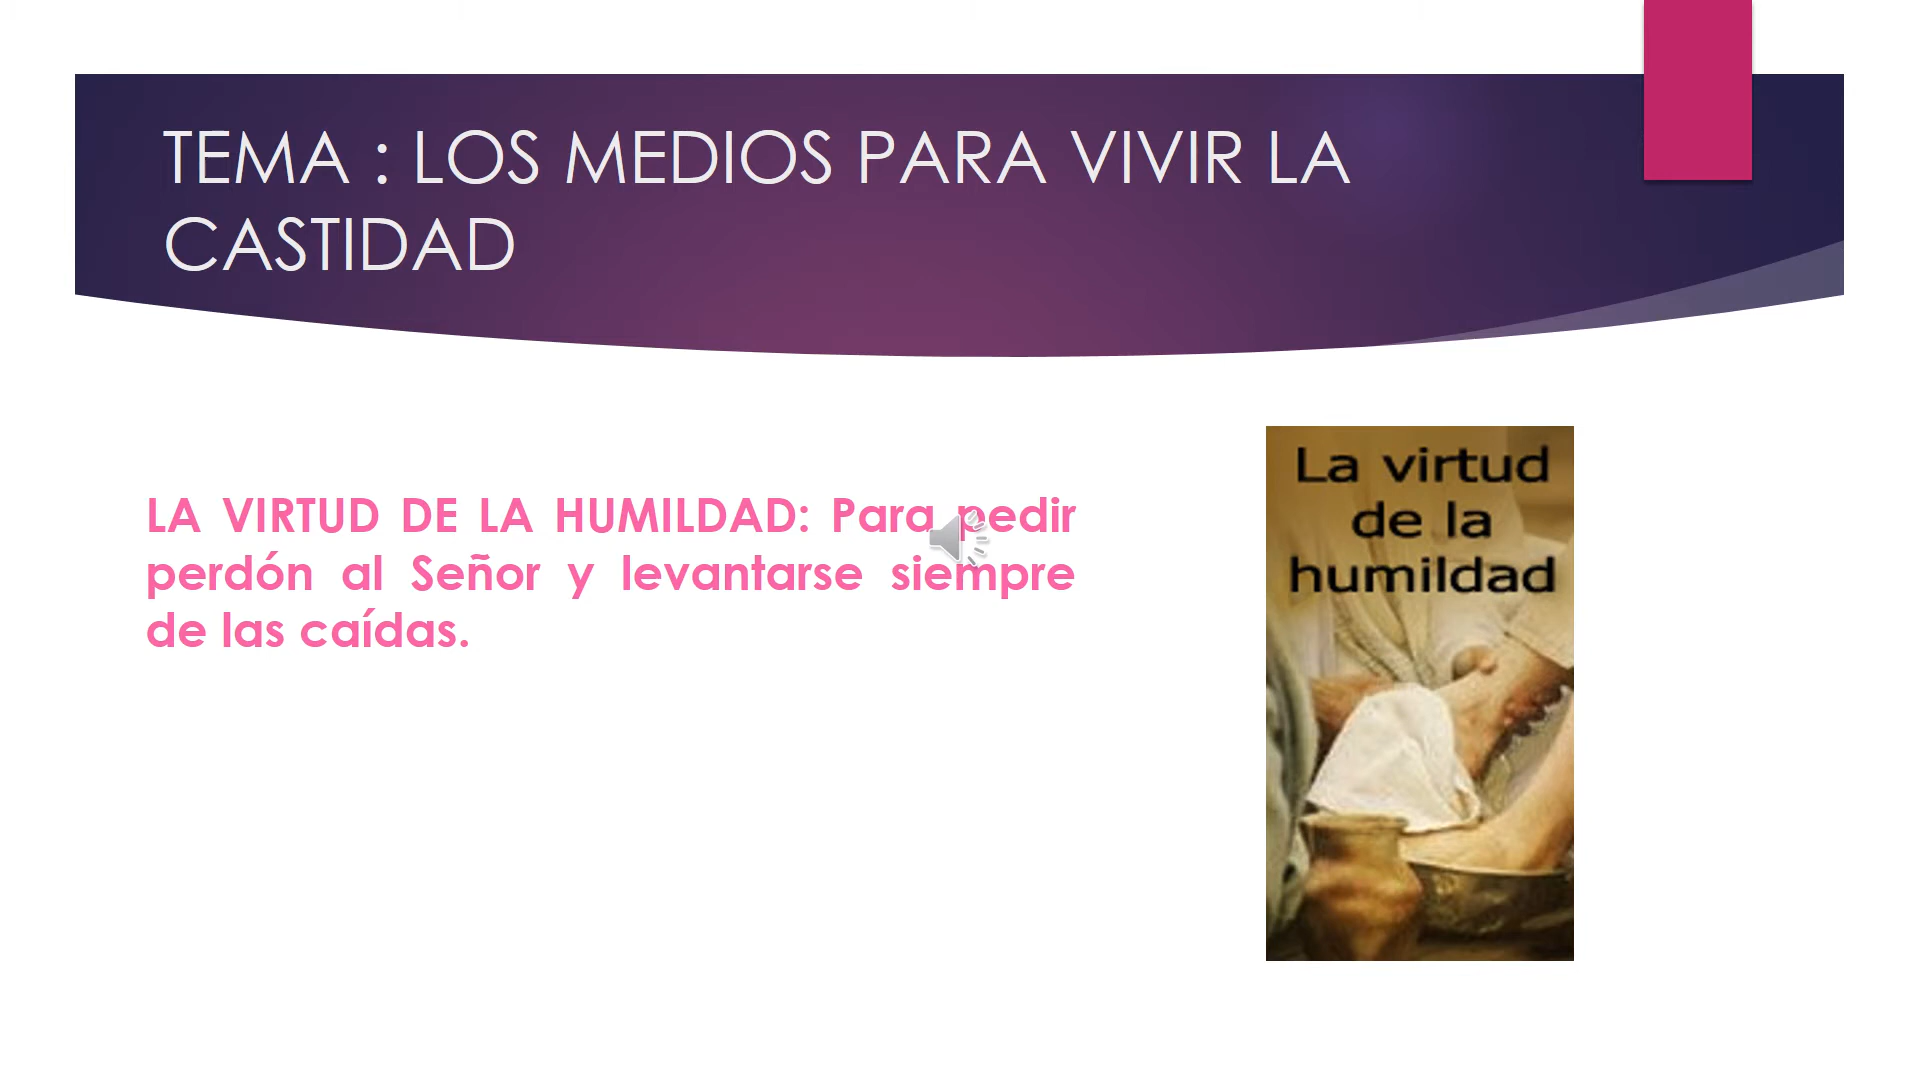 TEMA : LOS MEDIOS PARA VIVIR LA
CASTIDAD
LA VIRTUD DE LA HUMILDAD: Para pedir
perdón al Señor y levantarse siempre
de las caídas.
La virtud
de la
humildad